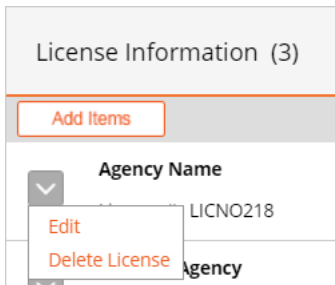 License Information (3)
Add Items
Agency Name
LICNO218
Edit
Delete License
Agency